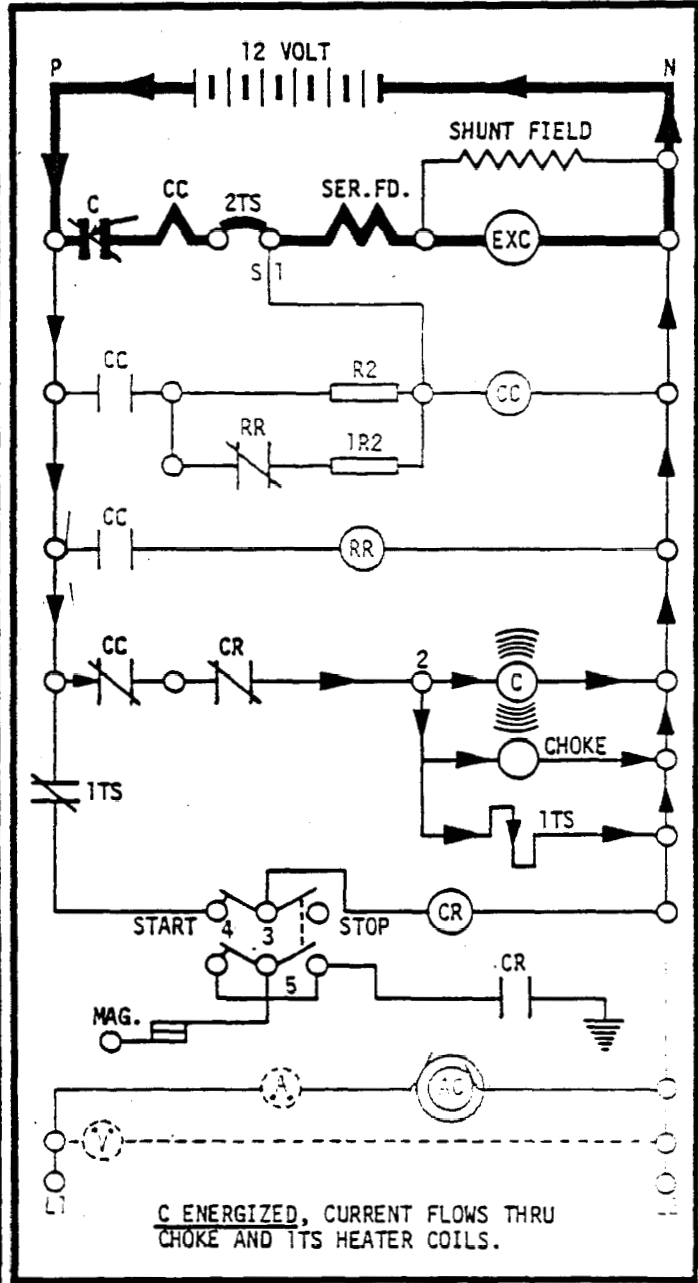 12 VOLT
P N
SHUNT FIELD
C CC 2TS SER.FD.
EXC
S 1
CC R2 CC
RR 1R2
CC
RR
CC CR 2 C
CHOKE
1TS 1TS
START 4 3 STOP CR
5 CR
MAG.
A AC
V
L1
C ENERGIZED, CURRENT FLOWS THRU
CHOKE AND 1TS HEATER COILS.